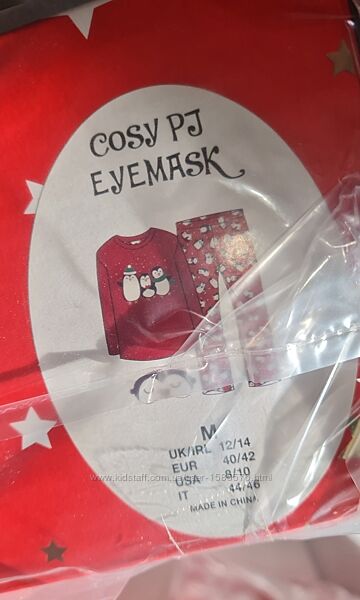 COSY PJ
EYEMASK
M
UK/IRL 12/14
EUR 40/42
USA 8/10
IT 44/46
MADE IN CHINA